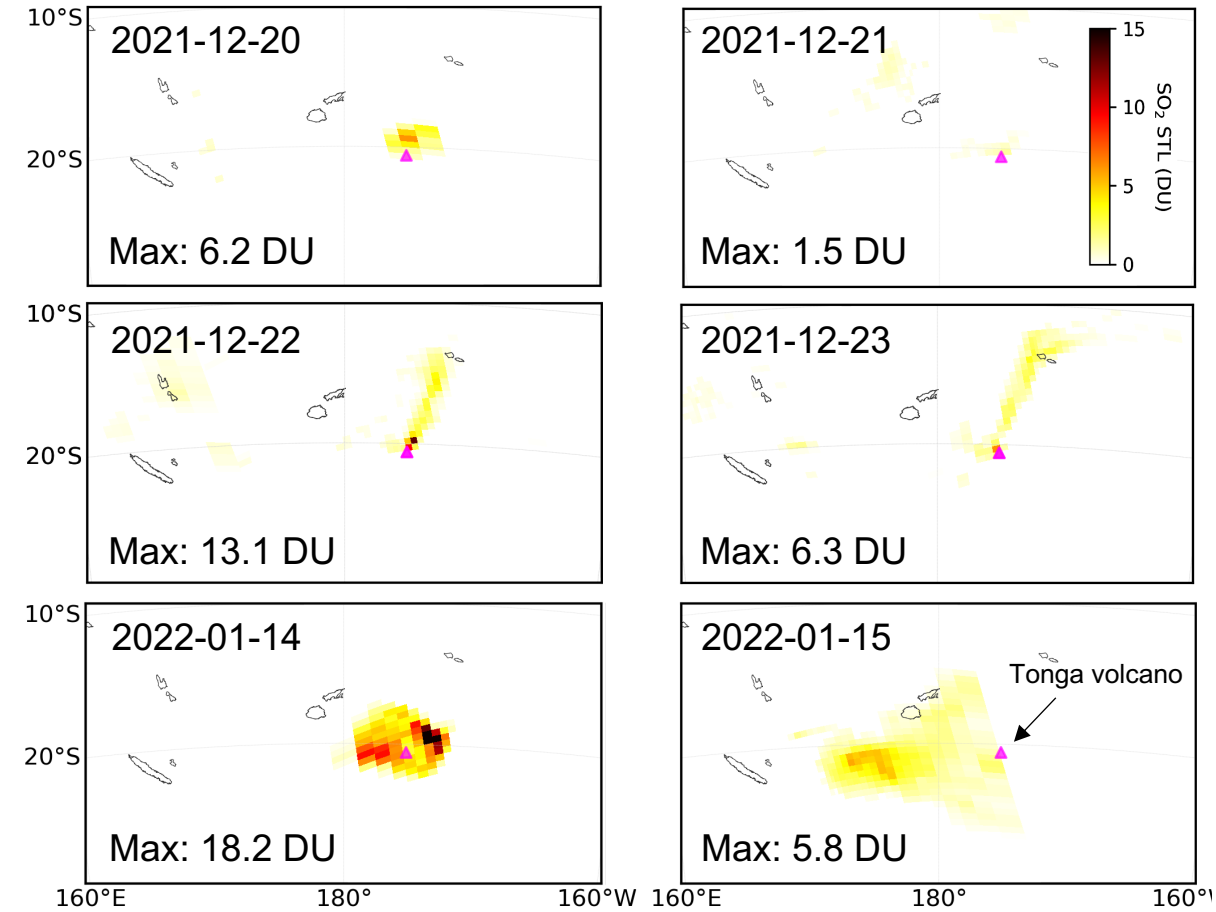 10°S
2021-12-20
20°S
Max: 6.2 DU
2021-12-21
15
10
5
0
SO₂ STL (DU)
Max: 1.5 DU
10°S
2021-12-22
20°S
Max: 13.1 DU
2021-12-23
Max: 6.3 DU
10°S
2022-01-14
20°S
Max: 18.2 DU
2022-01-15
Tonga volcano
Max: 5.8 DU
160°E 180° 160°W
160°E 180° 160°W